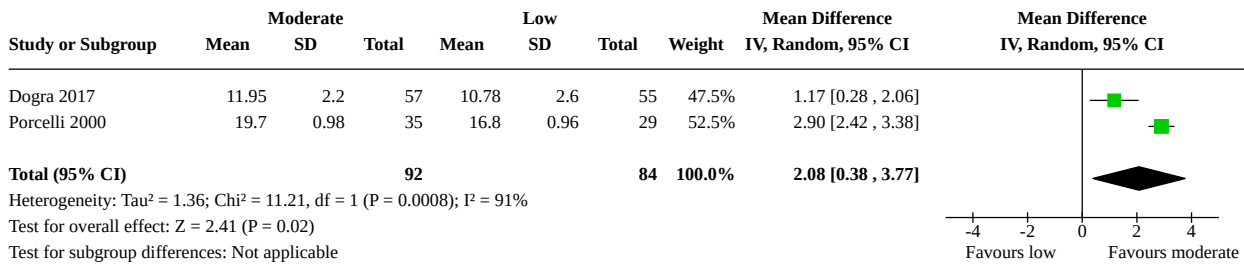 Moderate Low Mean Difference Mean Difference
Study or Subgroup Mean SD Total Mean SD Total Weight IV, Random, 95% CI IV, Random, 95% CI
Dogra 2017 11.95 2.2 57 10.78 2.6 55 47.5% 1.17 [0.28 , 2.06]
Porcelli 2000 19.7 0.98 35 16.8 0.96 29 52.5% 2.90 [2.42 , 3.38]
Total (95% CI) 92 84 100.0% 2.08 [0.38 , 3.77]
Heterogeneity: Tau² = 1.36; Chi² = 11.21, df = 1 (P = 0.0008); I² = 91%
Test for overall effect: Z = 2.41 (P = 0.02)
-4 -2 0 2 4
Test for subgroup differences: Not applicable Favours low Favours moderate